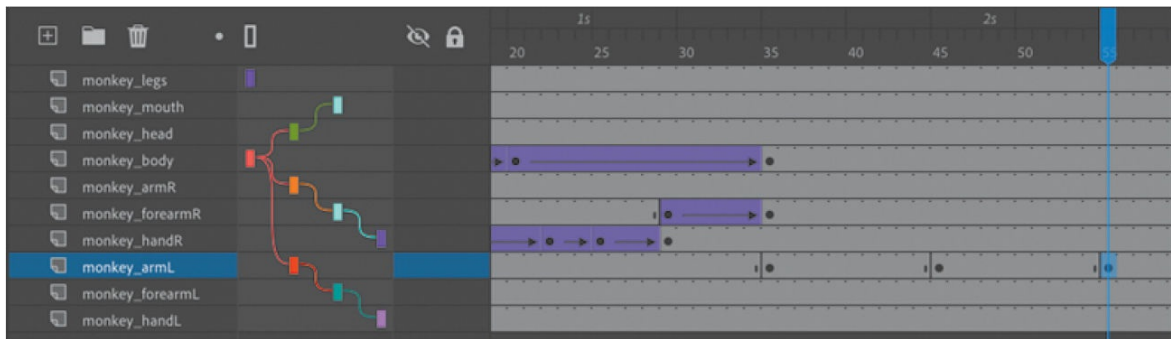 1s 2s
20 25 30 35 40 45 50 55
monkey_legs
monkey_mouth
monkey_head
monkey_body
monkey_armR
monkey_forearmR
monkey_handR
monkey_armL
monkey_forearmL
monkey_handL